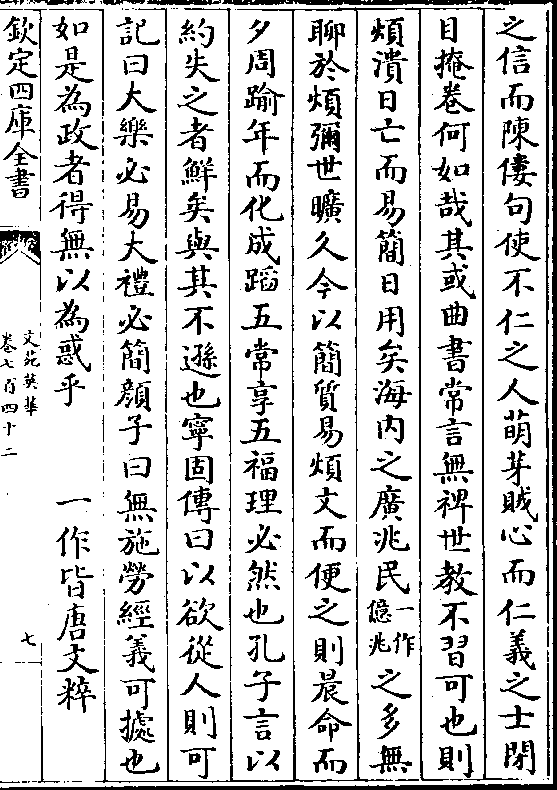 之信而陳僂句使不仁之人萌芽賊心而仁義之士閉
目掩卷何如哉其或曲書常言無裨世教不習可也則
煩瀆日亡而易簡日用矣海内之廣兆民一作億兆之多無
聊於煩彌世曠久今以簡質易煩文而便之則晨命而
夕周踰年而化成蹈五常享五福理必然也孔子言以
約失之者鮮矣與其不遜也寧固傳曰以欲從人則可
記曰大樂必易大禮必簡顔子曰無施勞經義可據也
如是為政者得無以為惑乎 一作皆唐文粹
欽定四庫全書
文苑英華
卷七百四十二
七